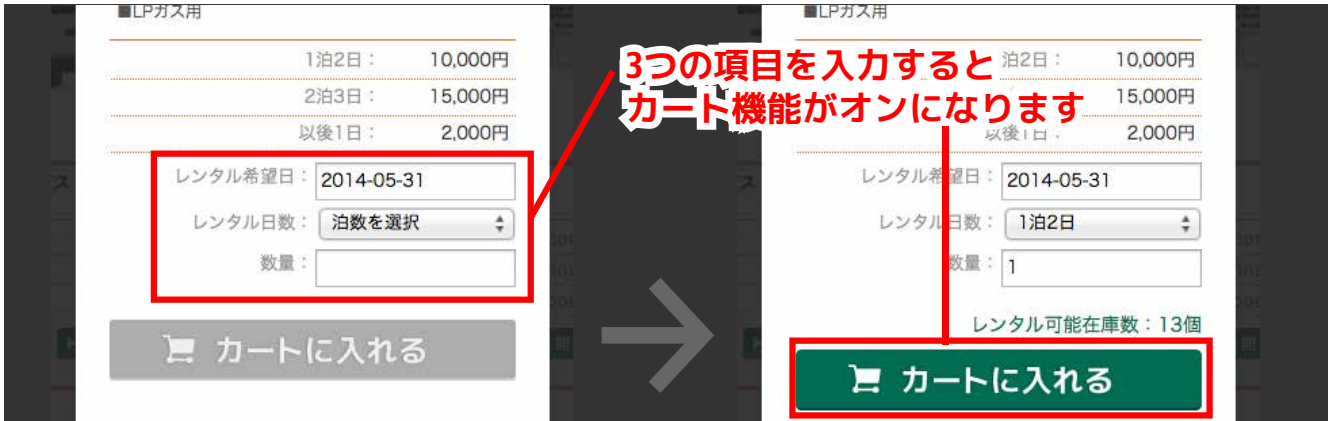 ■LPガス用
1泊2日： 10,000円
2泊3日： 15,000円
以後1日： 2,000円
レンタル希望日： 2014-05-31
レンタル日数： 泊数を選択
数量：
カートに入れる
3つの項目を入力すると
カート機能がオンになります
■LPガス用
泊2日： 10,000円
15,000円
以後1日： 2,000円
レンタル希望日： 2014-05-31
レンタル日数： 1泊2日
数量： 1
レンタル可能在庫数：13個
カートに入れる